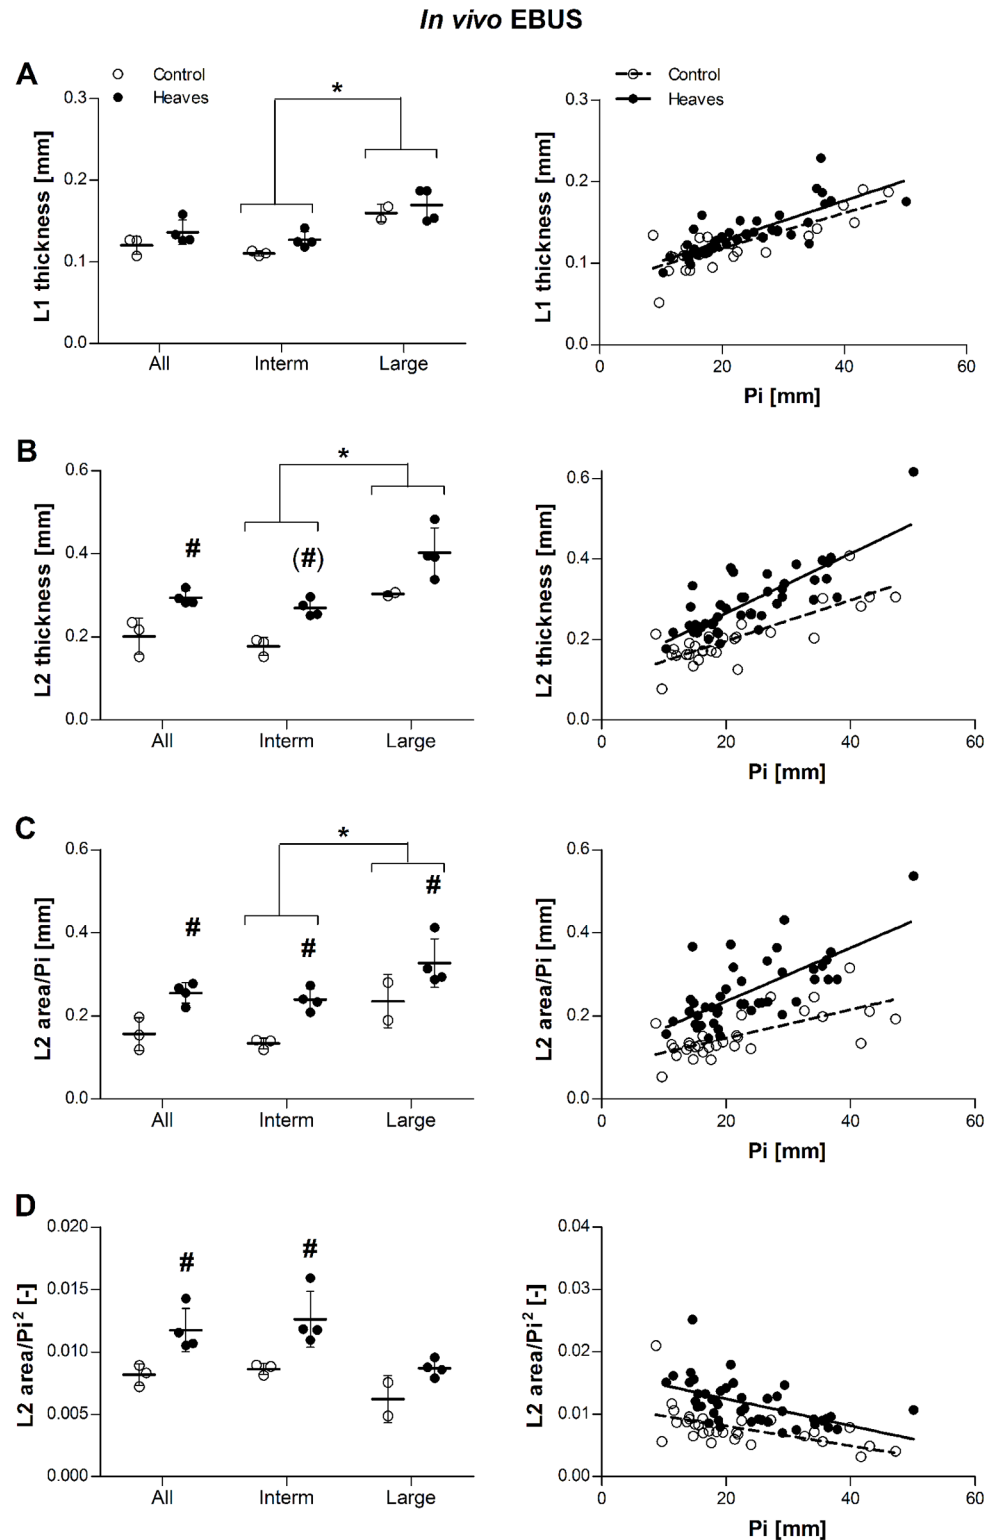 In vivo EBUS
A
Control
Heaves
*
L1 thickness [mm]
0.3
0.2
0.1
0.0
All Interm Large
Control
Heaves
L1 thickness [mm]
0.3
0.2
0.1
0.0
0 20 40 60
Pi [mm]
B
*
#
(#)
L2 thickness [mm]
0.6
0.4
0.2
0.0
All Interm Large
L2 thickness [mm]
0.6
0.4
0.2
0.0
0 20 40 60
Pi [mm]
C
*
#
#
#
L2 area/Pi [mm]
0.6
0.4
0.2
0.0
All Interm Large
L2 area/Pi [mm]
0.6
0.4
0.2
0.0
0 20 40 60
Pi [mm]
D
#
#
L2 area/Pi² [-]
0.020
0.015
0.010
0.005
0.000
All Interm Large
L2 area/Pi² [-]
0.04
0.03
0.02
0.01
0.00
0 20 40 60
Pi [mm]